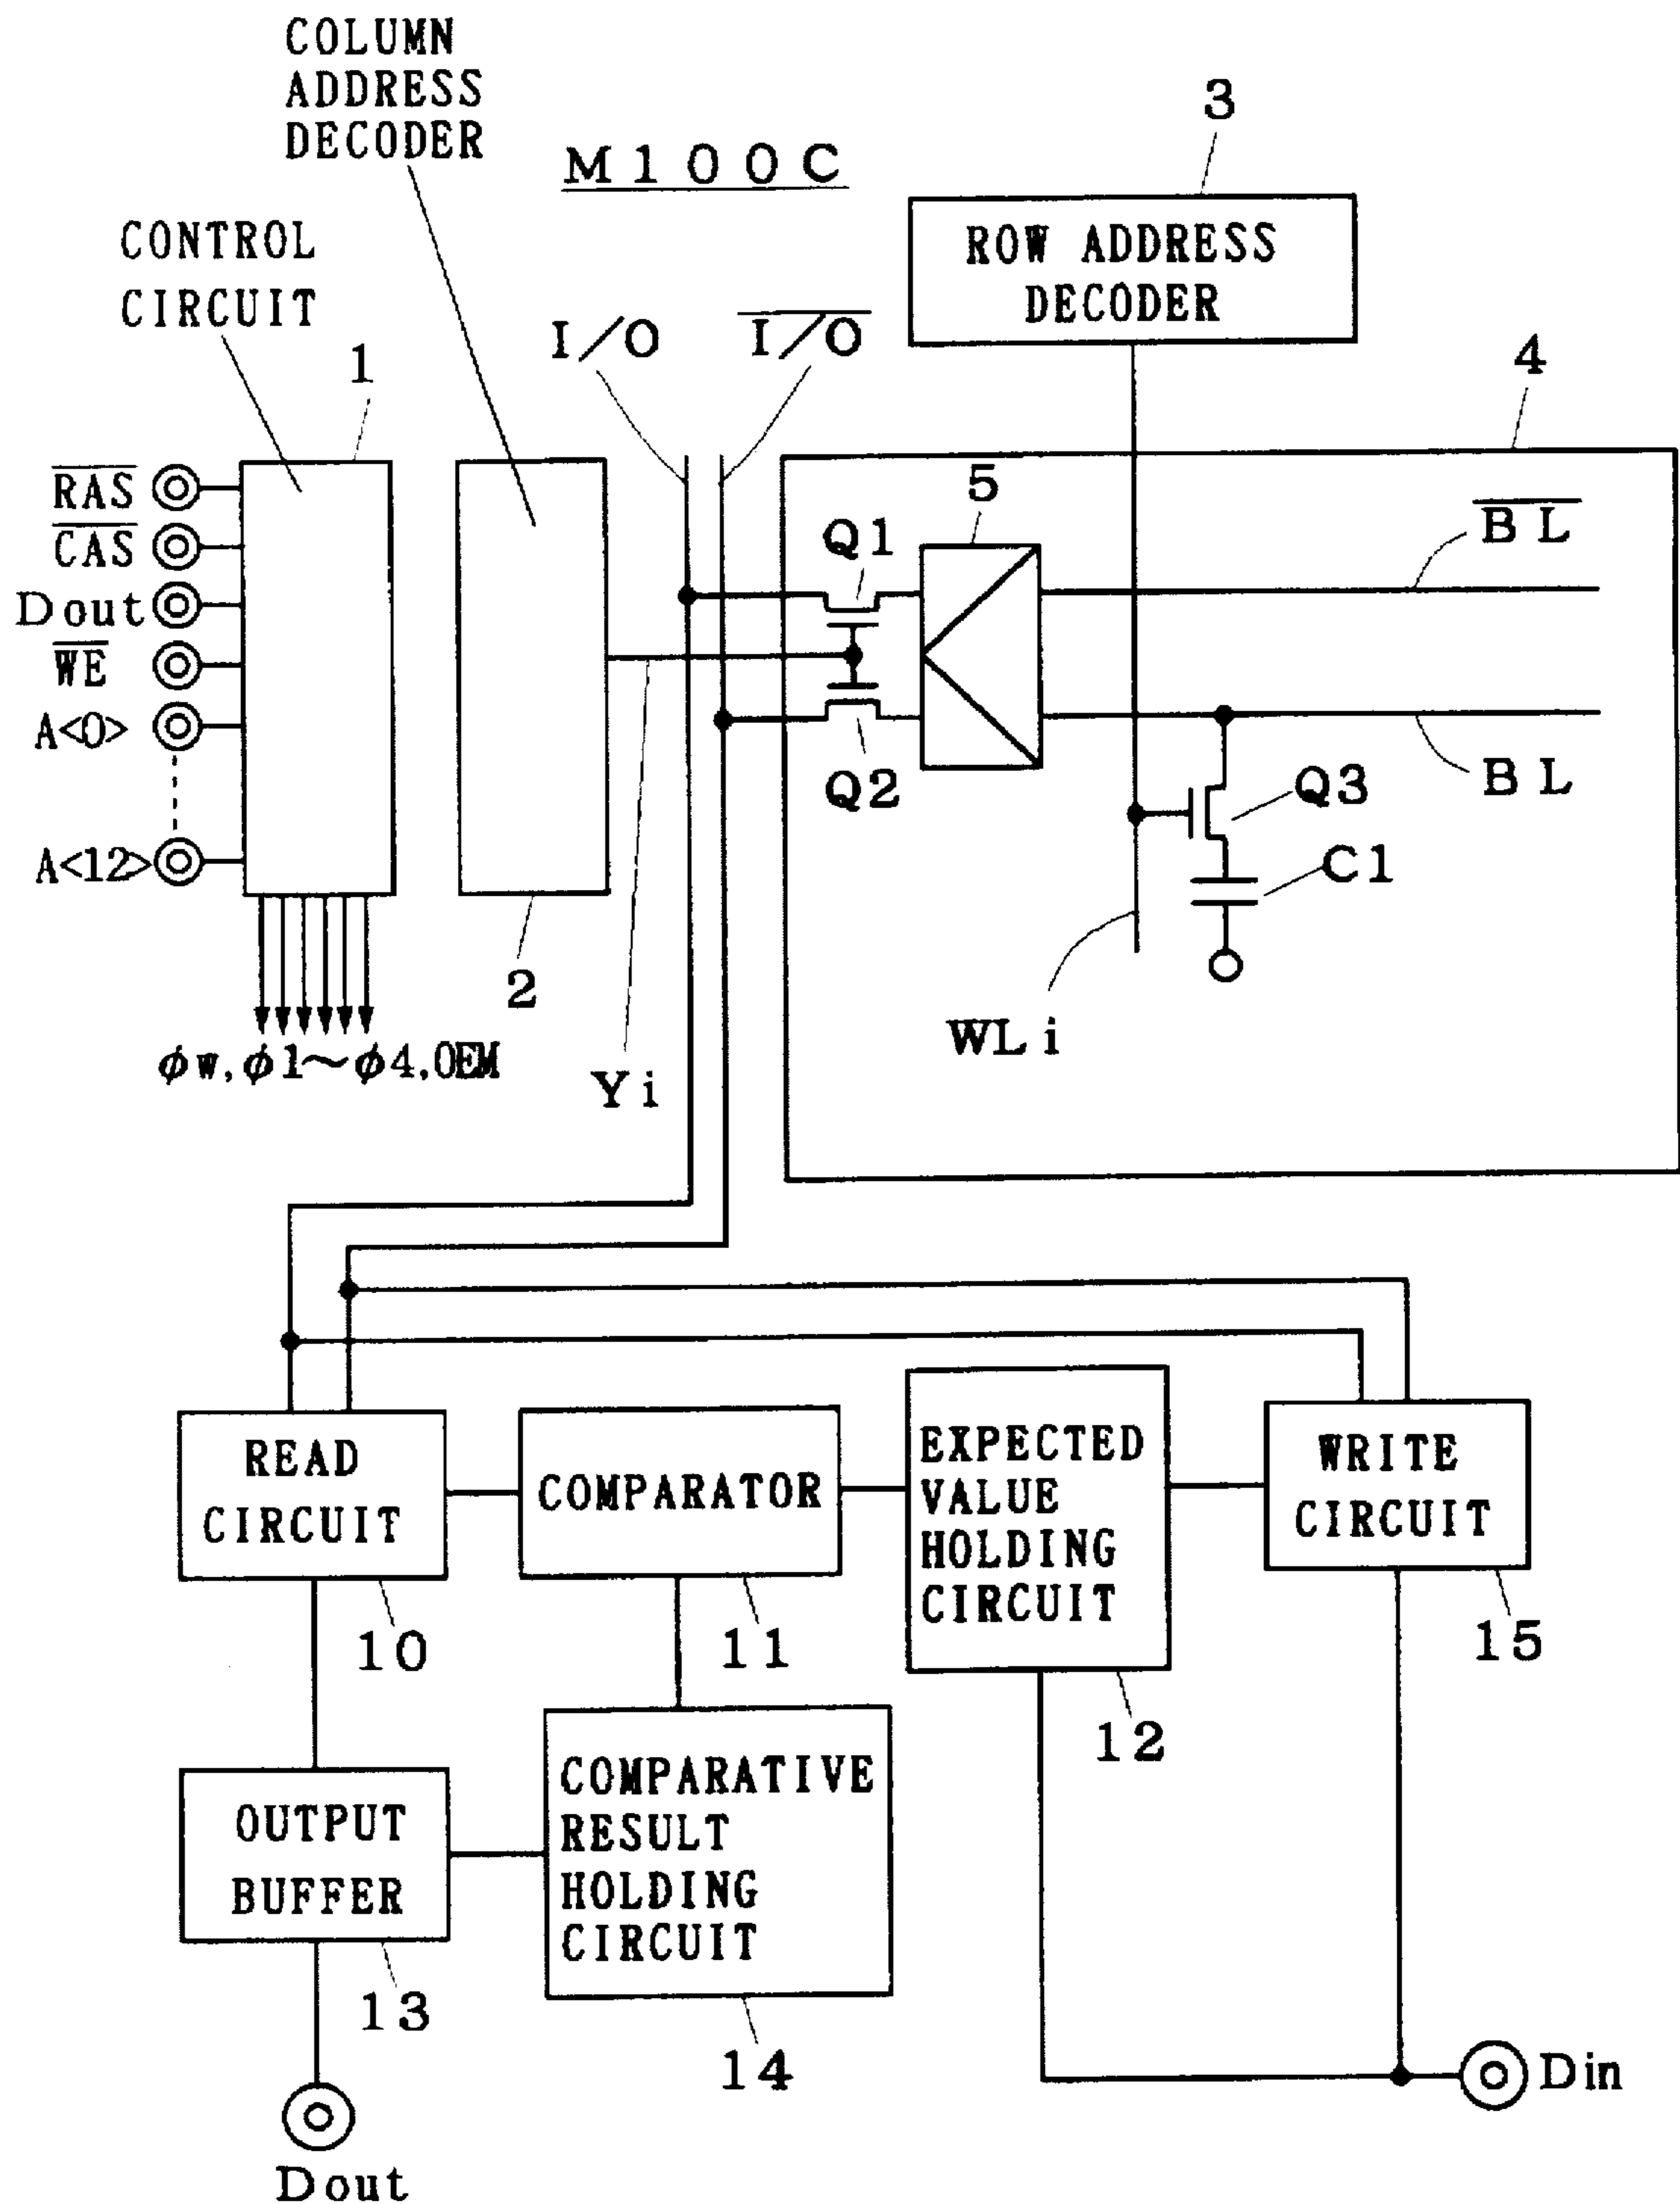 COLUMN
ADDRESS
DECODER
M100C
3
CONTROL
CIRCUIT
ROW ADDRESS
DECODER
I/O
I/O
1
4
RAS
CAS
Dout
WE
A<0>
A<12>
5
Q1
BL
Q2
BL
Q3
C1
2
WLi
φw,φ1~φ4,OEM
Yi
READ
CIRCUIT
COMPARATOR
EXPECTED
VALUE
HOLDING
CIRCUIT
WRITE
CIRCUIT
10
11
12
15
OUTPUT
BUFFER
COMPARATIVE
RESULT
HOLDING
CIRCUIT
13
14
Din
Dout